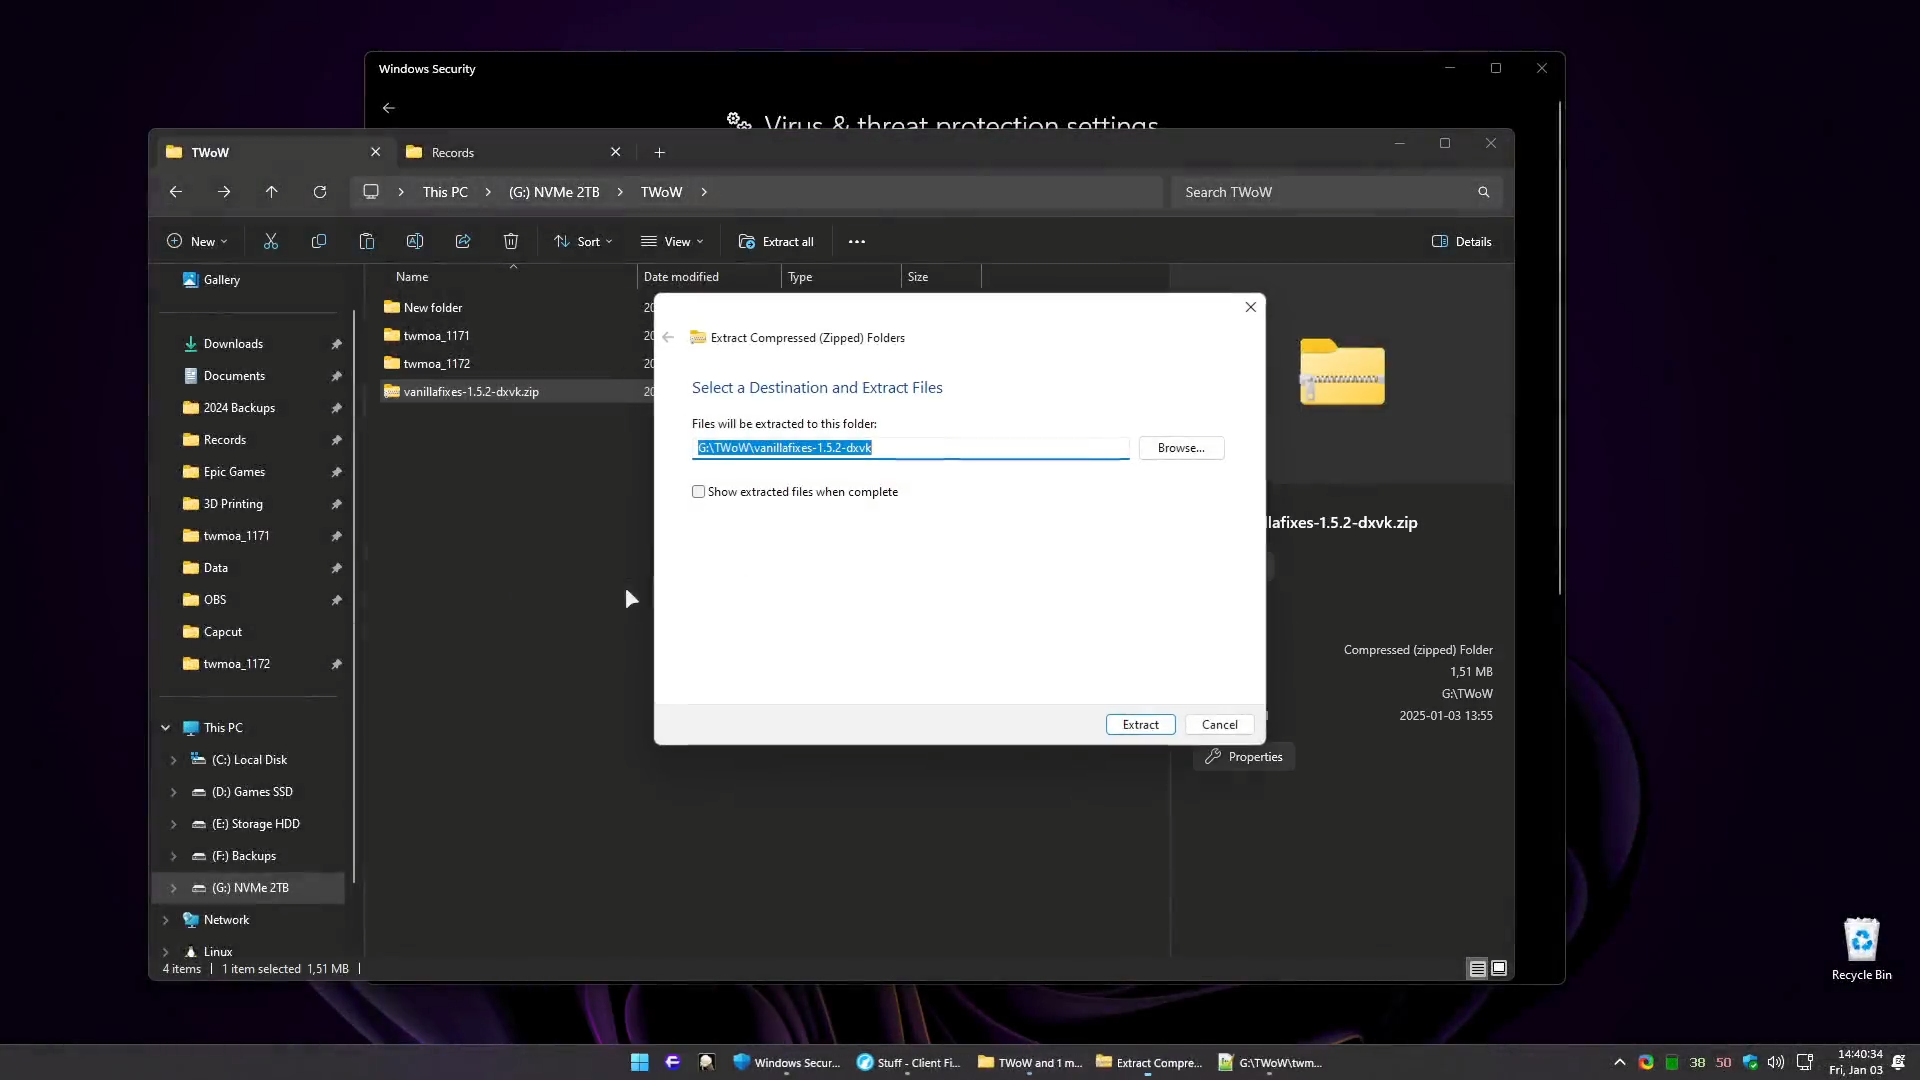 Windows Security
Virus & threat protection settings
TWoW
Records
This PC
(G:) NVMe 2TB
TWoW
Search TWoW
New
Sort
View
Extract all
Details
Name
Date modified
Type
Size
Gallery
New folder
20
twmoa_1171
20
twmoa_1172
20
vanillafixes-1.5.2-dxvk.zip
20
Extract Compressed (Zipped) Folders
Select a Destination and Extract Files
Files will be extracted to this folder:
G:\TWoW\vanillafixes-1.5.2-dxvk
Browse...
Show extracted files when complete
Extract
Cancel
Downloads
Documents
2024 Backups
Records
Epic Games
3D Printing
twmoa_1171
Data
OBS
Capcut
twmoa_1172
This PC
(C:) Local Disk
(D:) Games SSD
(E:) Storage HDD
(F:) Backups
(G:) NVMe 2TB
Network
Linux
llafixes-1.5.2-dxvk.zip
Compressed (zipped) Folder
1,51 MB
G:\TWoW
2025-01-03 13:55
Properties
4 items
1 item selected 1,51 MB
Recycle Bin
Windows Secur...
Stuff - Client Fi...
TWoW and 1 m...
Extract Compre...
G:\TWoW\twm...
38
50
14:40:34
Fri, Jan 03